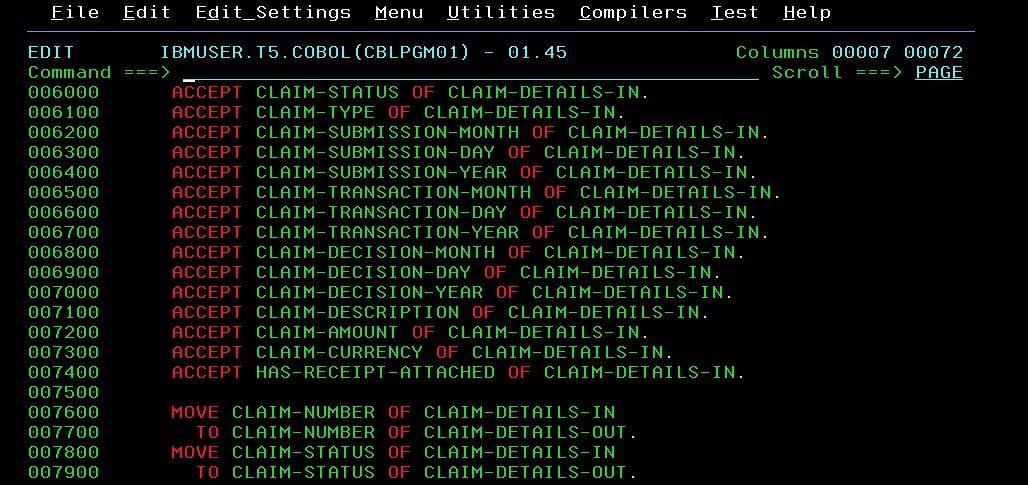 File Edit Edit_Settings Menu Utilities Compilers Test Help
EDIT IBMUSER.T5.COBOL(CBLPGM01) - 01.45 Columns 00007 00072
Command ===> Scroll ===> PAGE
006000 ACCEPT CLAIM-STATUS OF CLAIM-DETAILS-IN.
006100 ACCEPT CLAIM-TYPE OF CLAIM-DETAILS-IN.
006200 ACCEPT CLAIM-SUBMISSION-MONTH OF CLAIM-DETAILS-IN.
006300 ACCEPT CLAIM-SUBMISSION-DAY OF CLAIM-DETAILS-IN.
006400 ACCEPT CLAIM-SUBMISSION-YEAR OF CLAIM-DETAILS-IN.
006500 ACCEPT CLAIM-TRANSACTION-MONTH OF CLAIM-DETAILS-IN.
006600 ACCEPT CLAIM-TRANSACTION-DAY OF CLAIM-DETAILS-IN.
006700 ACCEPT CLAIM-TRANSACTION-YEAR OF CLAIM-DETAILS-IN.
006800 ACCEPT CLAIM-DECISION-MONTH OF CLAIM-DETAILS-IN.
006900 ACCEPT CLAIM-DECISION-DAY OF CLAIM-DETAILS-IN.
007000 ACCEPT CLAIM-DECISION-YEAR OF CLAIM-DETAILS-IN.
007100 ACCEPT CLAIM-DESCRIPTION OF CLAIM-DETAILS-IN.
007200 ACCEPT CLAIM-AMOUNT OF CLAIM-DETAILS-IN.
007300 ACCEPT CLAIM-CURRENCY OF CLAIM-DETAILS-IN.
007400 ACCEPT HAS-RECEIPT-ATTACHED OF CLAIM-DETAILS-IN.
007500
007600 MOVE CLAIM-NUMBER OF CLAIM-DETAILS-IN
007700 TO CLAIM-NUMBER OF CLAIM-DETAILS-OUT.
007800 MOVE CLAIM-STATUS OF CLAIM-DETAILS-IN
007900 TO CLAIM-STATUS OF CLAIM-DETAILS-OUT.